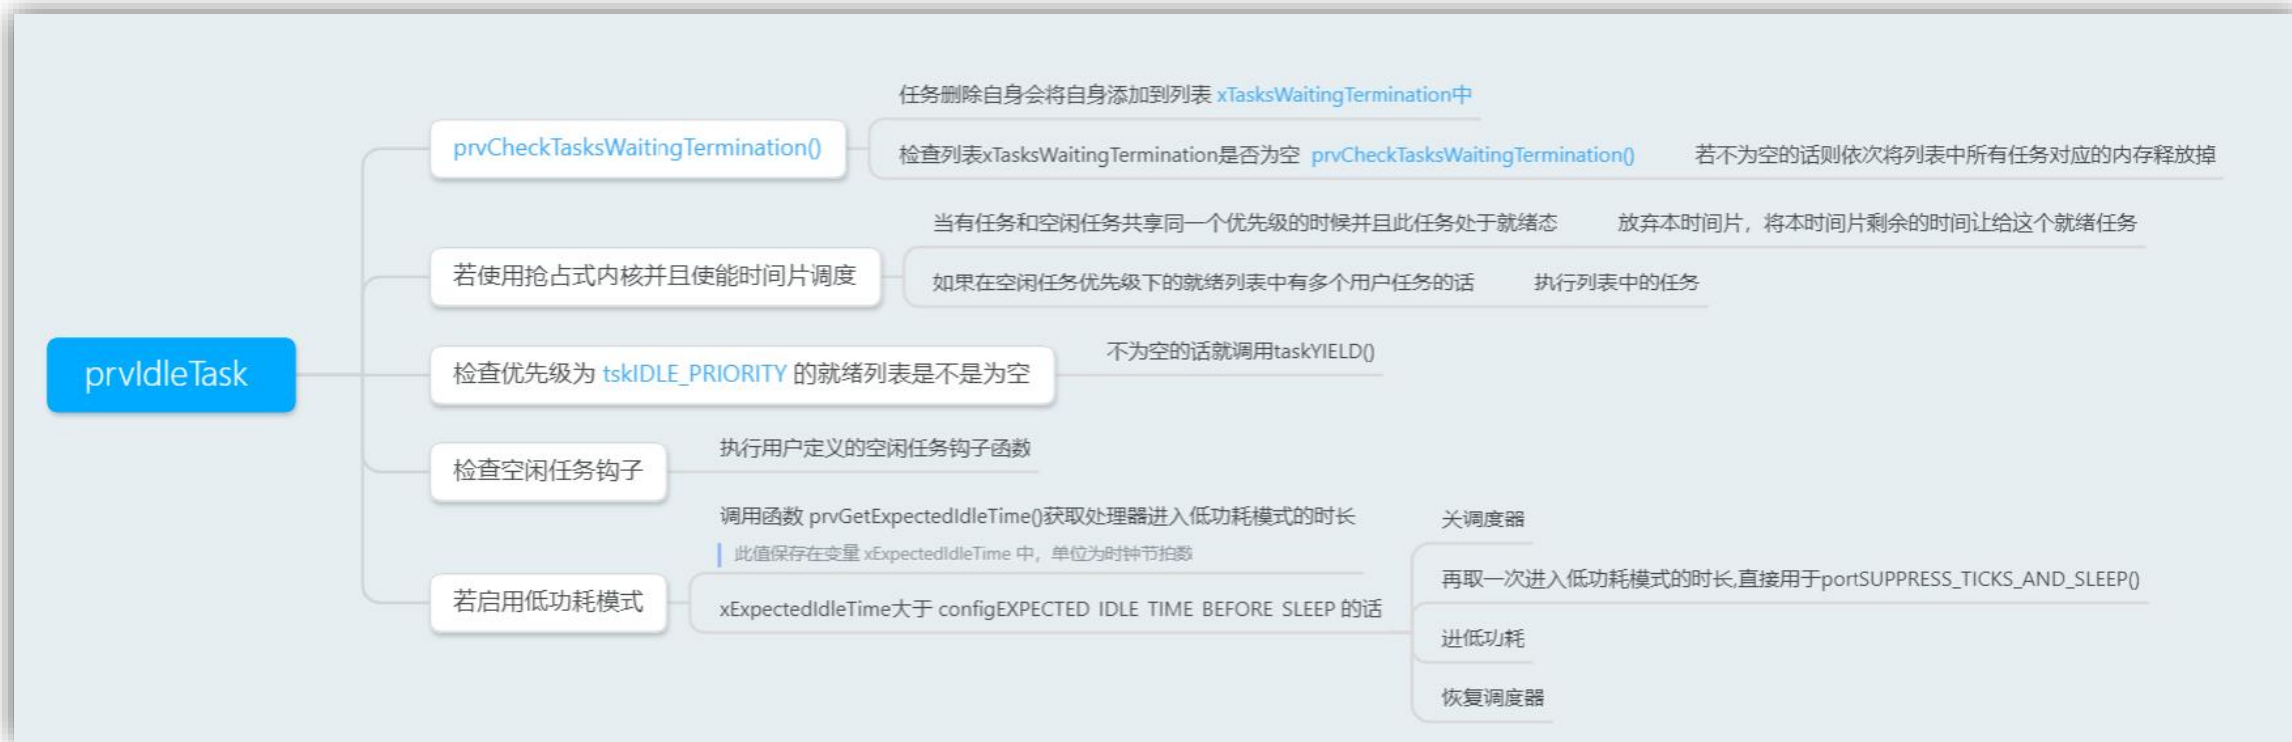 prvIdleTask
prvCheckTasksWaitingTermination()
任务删除自身会将自身添加到列表 xTasksWaitingTermination中
检查列表xTasksWaitingTermination是否为空 prvCheckTasksWaitingTermination()
若不为空的话则依次将列表中所有任务对应的内存释放掉
若使用抢占式内核并且使能时间片调度
当有任务和空闲任务共享同一个优先级的时候并且此任务处于就绪态
放弃本时间片，将本时间片剩余的时间让给这个就绪任务
如果在空闲任务优先级下的就绪列表中有多个用户任务的话
执行列表中的任务
检查优先级为 tskIDLE_PRIORITY 的就绪列表是不是为空
不为空的话就调用taskYIELD()
检查空闲任务钩子
执行用户定义的空闲任务钩子函数
若启用低功耗模式
调用函数 prvGetExpectedIdleTime()获取处理器进入低功耗模式的时长
此值保存在变量 xExpectedIdleTime 中，单位为时钟节拍数
xExpectedIdleTime大于 configEXPECTED_IDLE_TIME_BEFORE_SLEEP 的话
关调度器
再取一次进入低功耗模式的时长,直接用于portSUPPRESS_TICKS_AND_SLEEP()
进低功耗
恢复调度器